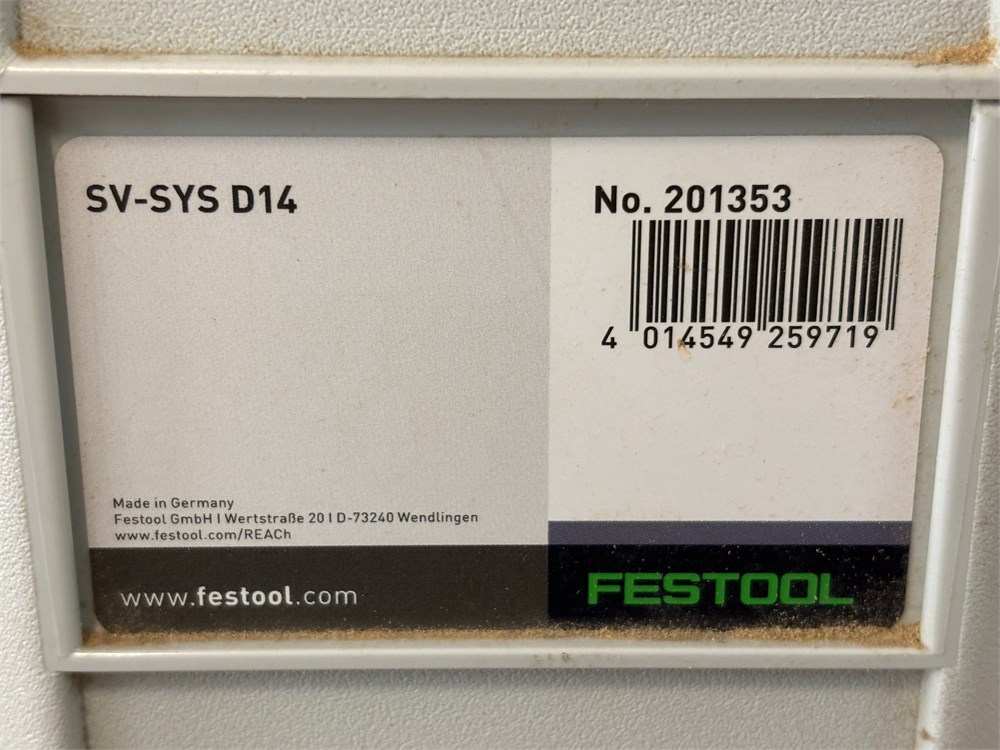 SV-SYS D14
No. 201353
4 014549 259719
Made in Germany
Festool GmbH I Wertstraße 20 I D-73240 Wendlingen
www.festool.com/REACh
www.festool.com
FESTOOL